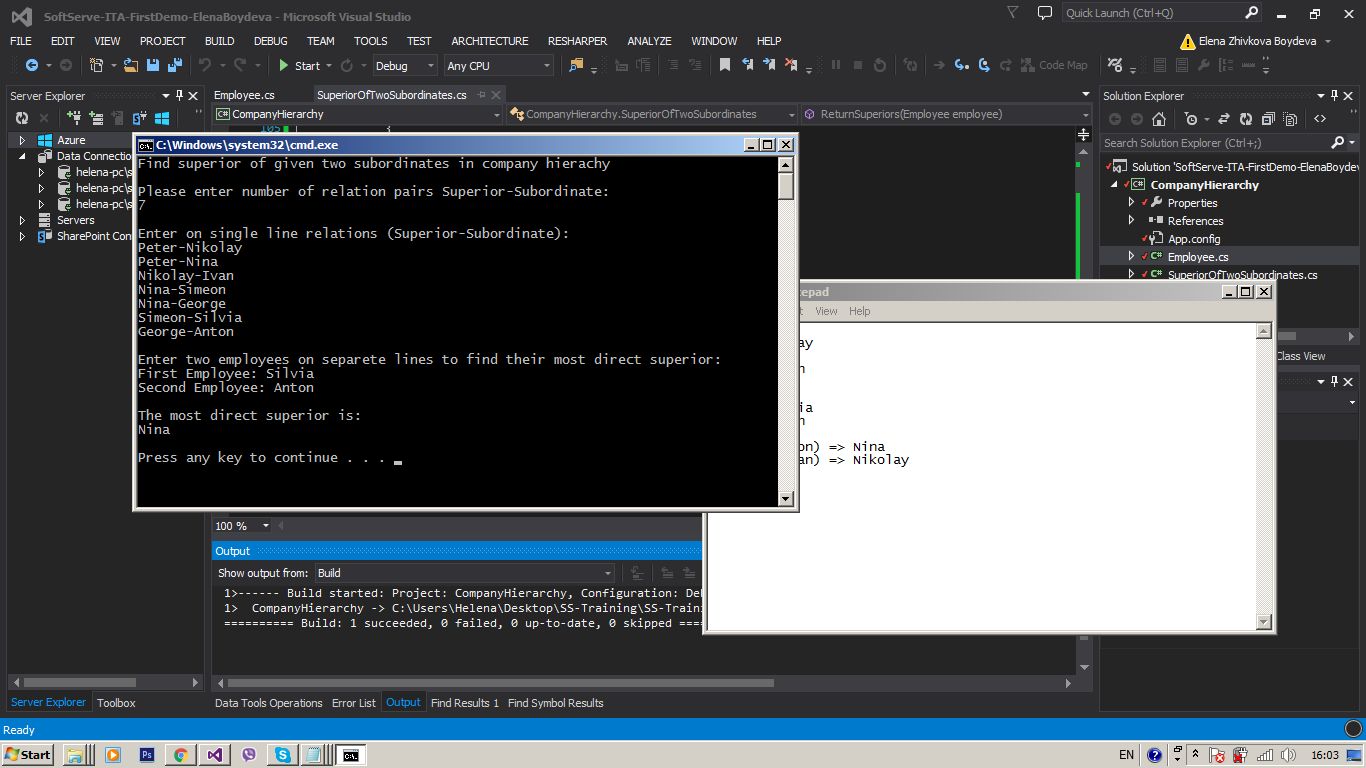 SoftServe-ITA-FirstDemo-ElenaBoydeva - Microsoft Visual Studio
Quick Launch (Ctrl+Q)
FILE EDIT VIEW PROJECT BUILD DEBUG TEAM TOOLS TEST ARCHITECTURE RESHARPER ANALYZE WINDOW HELP
Elena Zhivkova Boydeva
Start Debug Any CPU Code Map
Server Explorer
Azure
Data Connectio
helena-pc\s
helena-pc\s
helena-pc\s
Servers
SharePoint Con
Employee.cs SuperiorOfTwoSubordinates.cs
CompanyHierarchy CompanyHierarchy.SuperiorOfTwoSubordinates ReturnSuperiors(Employee employee)
105 {
C:\Windows\system32\cmd.exe
Find superior of given two subordinates in company hierachy
Please enter number of relation pairs Superior-Subordinate:
7
Enter on single line relations (Superior-Subordinate):
Peter-Nikolay
Peter-Nina
Nikolay-Ivan
Nina-Simeon
Nina-George
Simeon-Silvia
George-Anton
Enter two employees on separete lines to find their most direct superior:
First Employee: Silvia
Second Employee: Anton
The most direct superior is:
Nina
Press any key to continue . . .
Solution Explorer
Search Solution Explorer (Ctrl+;)
Solution 'SoftServe-ITA-FirstDemo-ElenaBoydev
CompanyHierarchy
Properties
References
App.config
Employee.cs
SuperiorOfTwoSubordinates.cs
Class View
tepad
t View Help
ay
n
ia
n
on) => Nina
an) => Nikolay
100 %
Output
Show output from: Build
1>------ Build started: Project: CompanyHierarchy, Configuration: De
1> CompanyHierarchy -> C:\Users\Helena\Desktop\SS-Training\SS-Traini
========== Build: 1 succeeded, 0 failed, 0 up-to-date, 0 skipped ===
Server Explorer Toolbox
Data Tools Operations Error List Output Find Results 1 Find Symbol Results
Ready
Start Ps C:\. EN 16:03